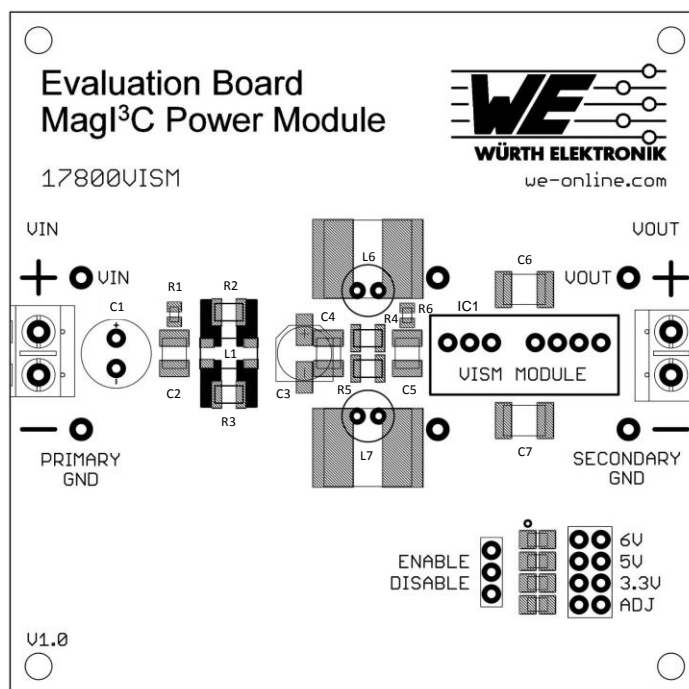 Evaluation Board
MagI³C Power Module
WE
WÜRTH ELEKTRONIK
17800VISM
we-online.com
VIN
VOUT
L6
C6
+
VIN
VOUT
+
R1
R2
C1
R6
IC1
+
C4
R4
L1
VISM MODULE
-
C2
C3
R5
C5
R3
-
L7
C7
-
PRIMARY
GND
SECONDARY
GND
ENABLE
DISABLE
6V
5V
3.3V
ADJ
V1.0